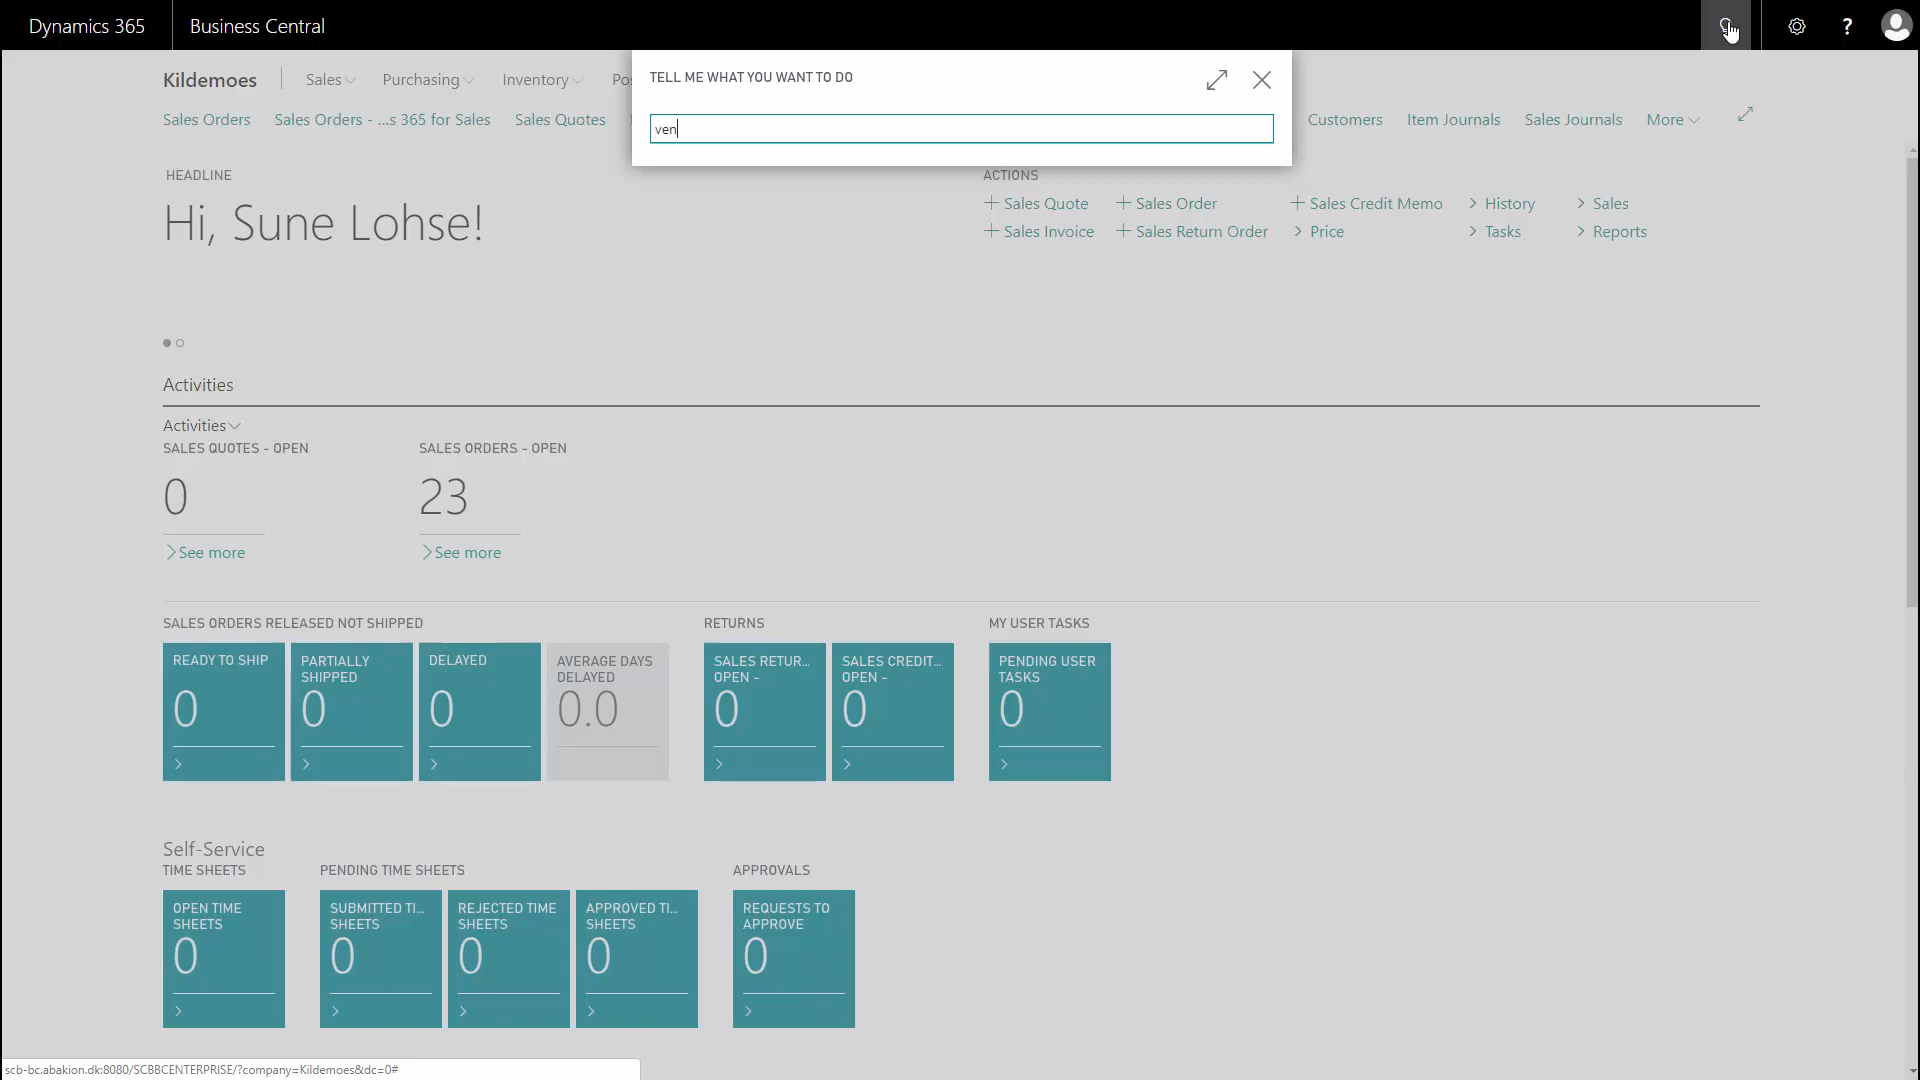 Dynamics 365
Business Central
Kildemoes
Sales
Purchasing
Inventory
Pos
TELL ME WHAT YOU WANT TO DO
ven
Sales Orders
Sales Orders - ...s 365 for Sales
Sales Quotes
Customers
Item Journals
Sales Journals
More
HEADLINE
Hi, Sune Lohse!
ACTIONS
Sales Quote
Sales Order
Sales Credit Memo
History
Sales
Sales Invoice
Sales Return Order
Price
Tasks
Reports
Activities
Activities
SALES QUOTES - OPEN
0
See more
SALES ORDERS - OPEN
23
See more
SALES ORDERS RELEASED NOT SHIPPED
READY TO SHIP
0
PARTIALLY
SHIPPED
0
DELAYED
0
AVERAGE DAYS
DELAYED
0.0
RETURNS
SALES RETUR...
OPEN -
0
SALES CREDIT...
OPEN -
0
MY USER TASKS
PENDING USER
TASKS
0
Self-Service
TIME SHEETS
OPEN TIME
SHEETS
0
PENDING TIME SHEETS
SUBMITTED TI...
SHEETS
0
REJECTED TIME
SHEETS
0
APPROVED TI...
SHEETS
0
APPROVALS
REQUESTS TO
APPROVE
0
scb-bc.abakion.dk:8080/SCBBCENTERPRISE/?company=Kildemoes&dc=0#